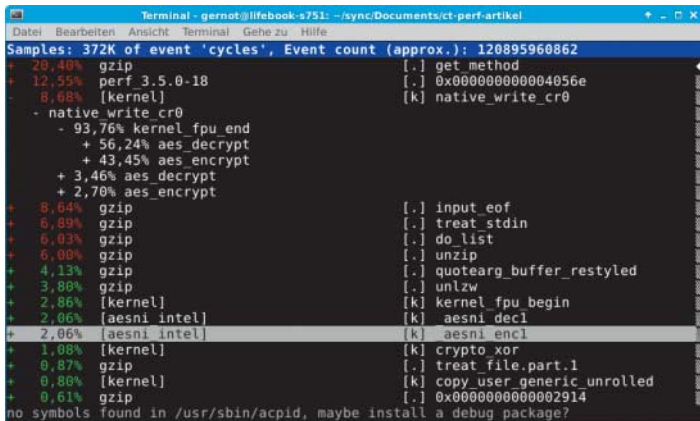 Terminal - gernot@lifebook-s751: ~/sync/Documents/ct-perf-artikel
Datei Bearbeiten Ansicht Terminal Gehe zu Hilfe
Samples: 372K of event 'cycles', Event count (approx.): 120895960862
+ 20,40% gzip [.] get_method
+ 12,55% perf_3.5.0-18 [.] 0x000000000004056e
- 8,68% [kernel] [k] native_write_cr0
- native_write_cr0
- 93,76% kernel_fpu_end
+ 56,24% aes_decrypt
+ 43,45% aes_encrypt
+ 3,46% aes_decrypt
+ 2,70% aes_encrypt
+ 8,64% gzip [.] input_eof
+ 6,89% gzip [.] treat_stdin
+ 6,03% gzip [.] do_list
+ 6,00% gzip [.] unzip
+ 4,13% gzip [.] quotearg_buffer_restyled
+ 3,80% gzip [.] unlzw
+ 2,86% [kernel] [k] kernel_fpu_begin
+ 2,06% [aesni_intel] [k] _aesni_dec1
+ 2,06% [aesni_intel] [k] _aesni_enc1
+ 1,08% [kernel] [k] crypto_xor
+ 0,87% gzip [.] treat_file.part.1
+ 0,80% [kernel] [k] copy_user_generic_unrolled
+ 0,61% gzip [.] 0x0000000000002914
no symbols found in /usr/sbin/acpid, maybe install a debug package?